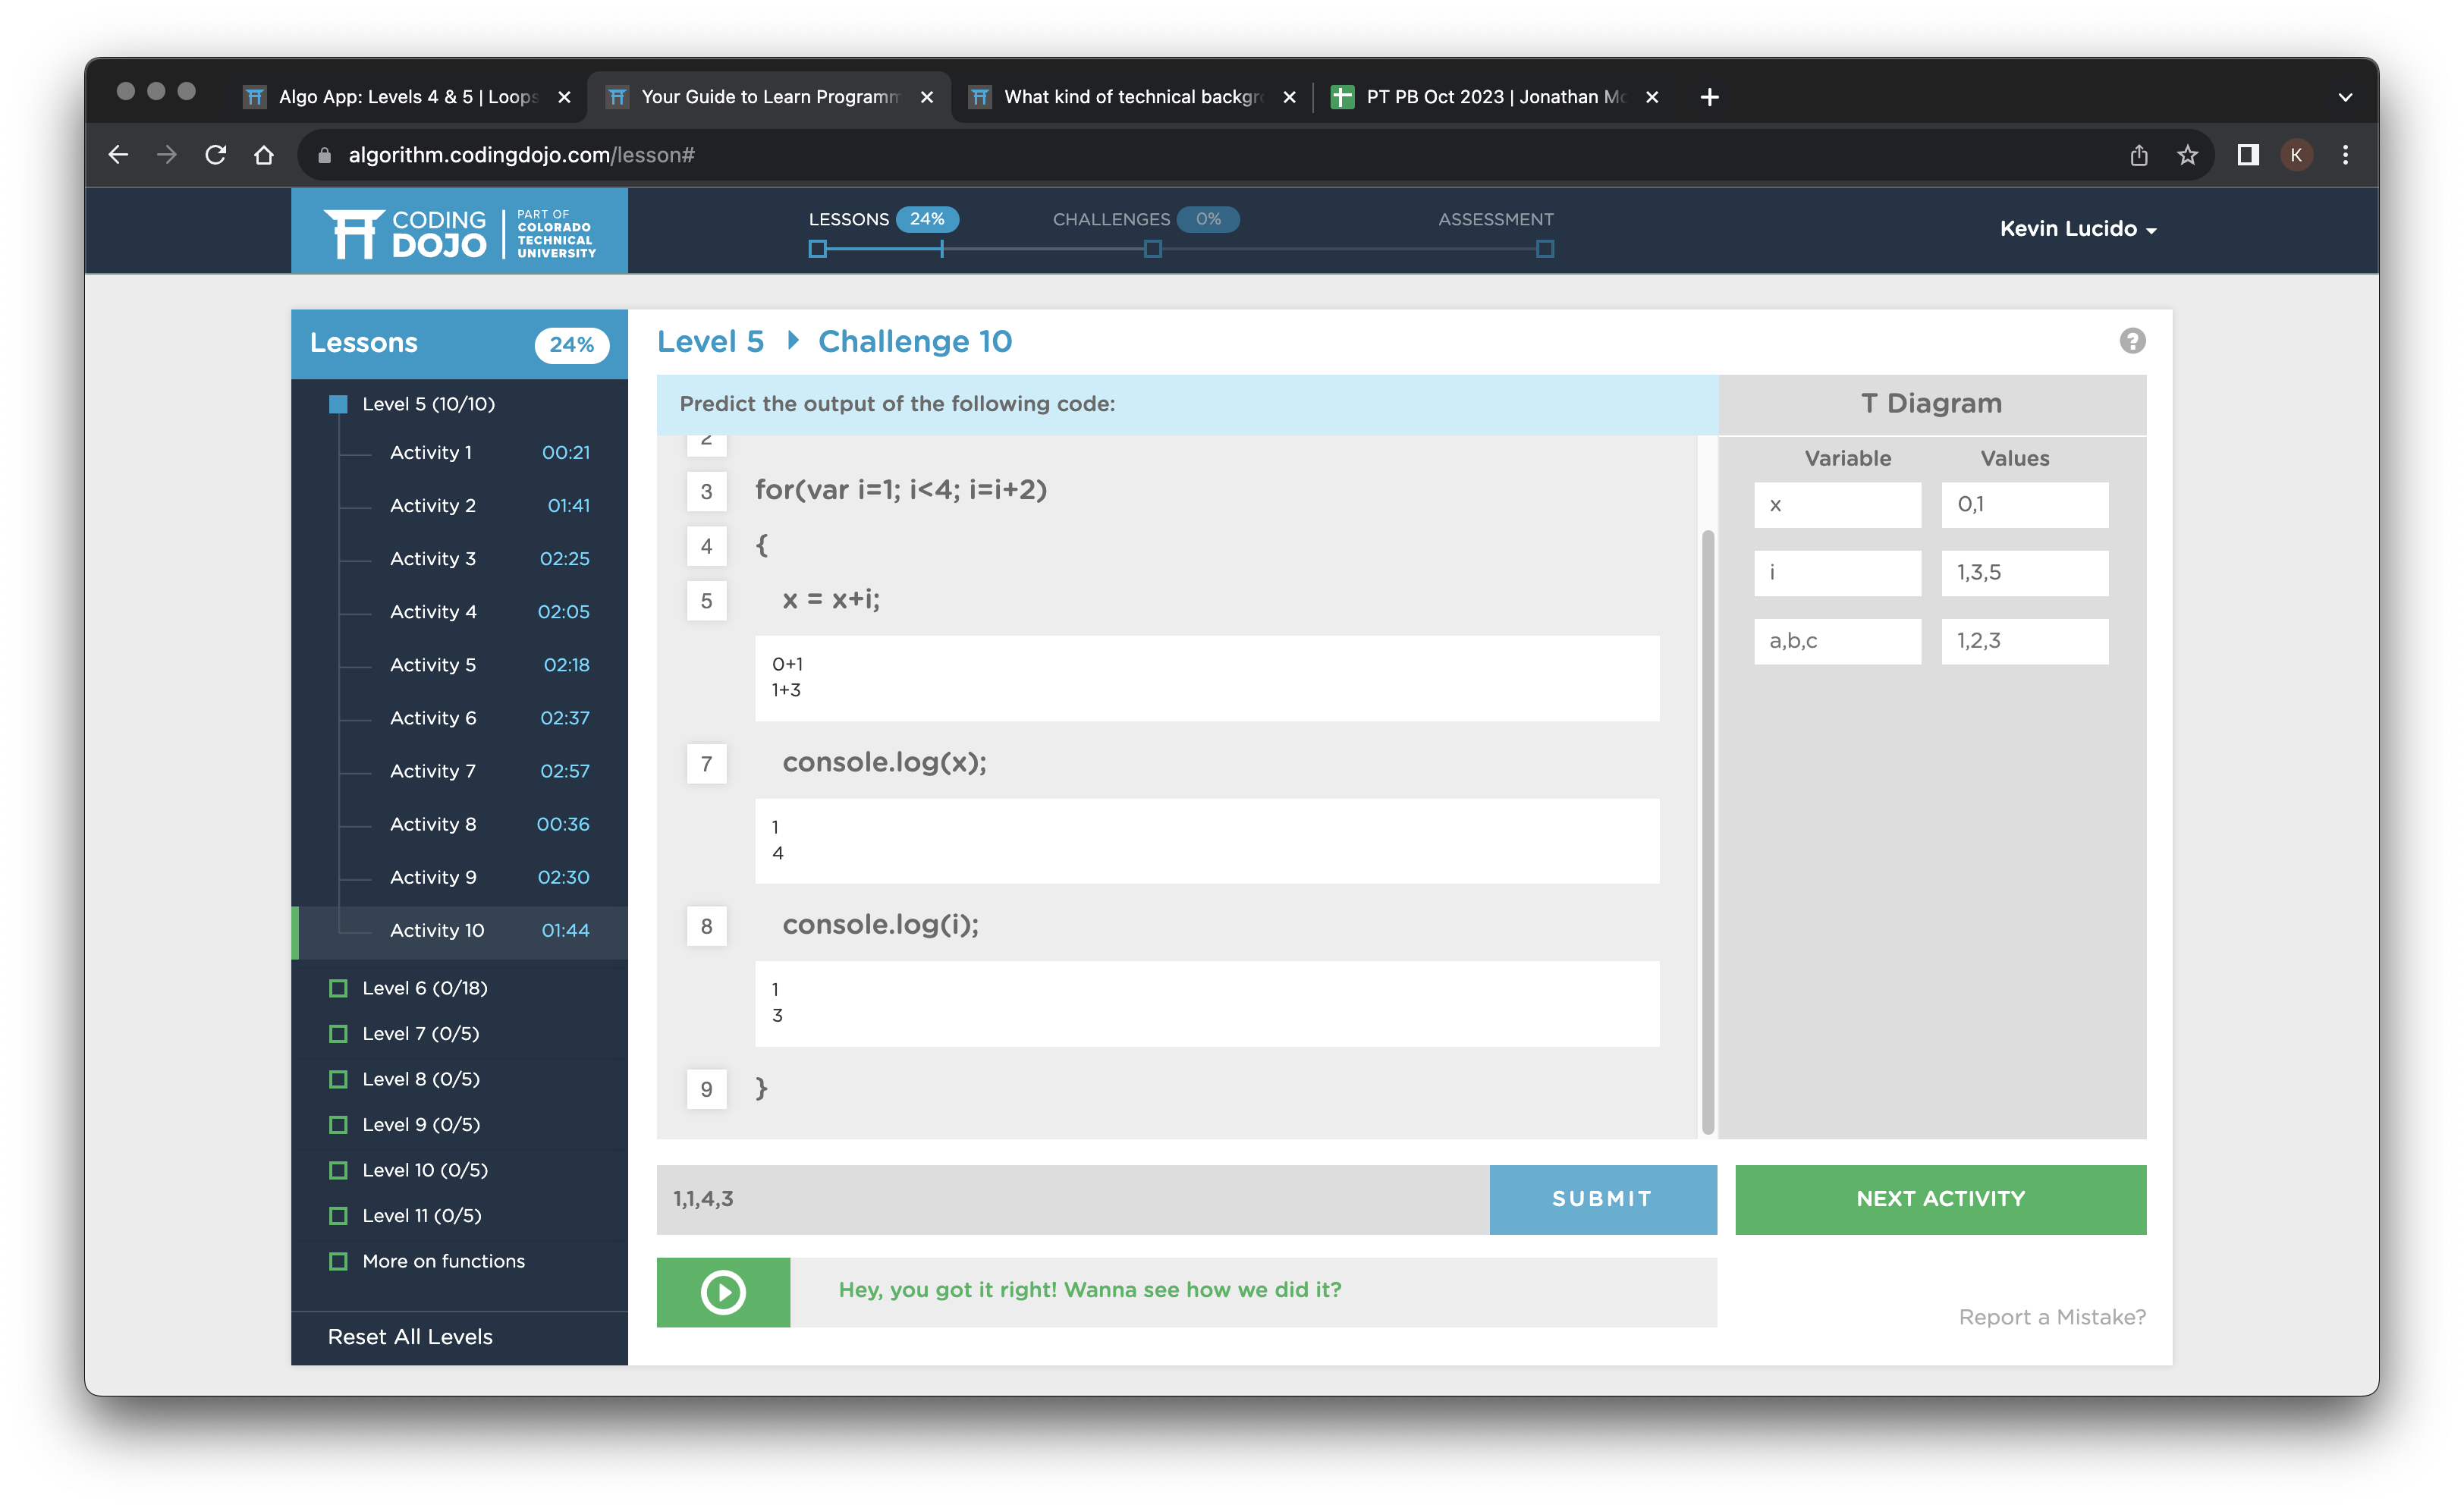 Algo App: Levels 4 & 5 | Loops
Your Guide to Learn Programm
What kind of technical backgr
PT PB Oct 2023 | Jonathan Mc
algorithm.codingdojo.com/lesson#
K
CODING DOJO
PART OF
COLORADO
TECHNICAL
UNIVERSITY
LESSONS 24%
CHALLENGES 0%
ASSESSMENT
Kevin Lucido
Lessons 24%
Level 5 (10/10)
Activity 1 00:21
Activity 2 01:41
Activity 3 02:25
Activity 4 02:05
Activity 5 02:18
Activity 6 02:37
Activity 7 02:57
Activity 8 00:36
Activity 9 02:30
Activity 10 01:44
Level 6 (0/18)
Level 7 (0/5)
Level 8 (0/5)
Level 9 (0/5)
Level 10 (0/5)
Level 11 (0/5)
More on functions
Reset All Levels
Level 5 Challenge 10
?
Predict the output of the following code:
2
3 for(var i=1; i<4; i=i+2)
4 {
5 x = x+i;
0+1
1+3
7 console.log(x);
1
4
8 console.log(i);
1
3
9 }
T Diagram
Variable Values
x 0,1
i 1,3,5
a,b,c 1,2,3
1,1,4,3
SUBMIT
NEXT ACTIVITY
Hey, you got it right! Wanna see how we did it?
Report a Mistake?